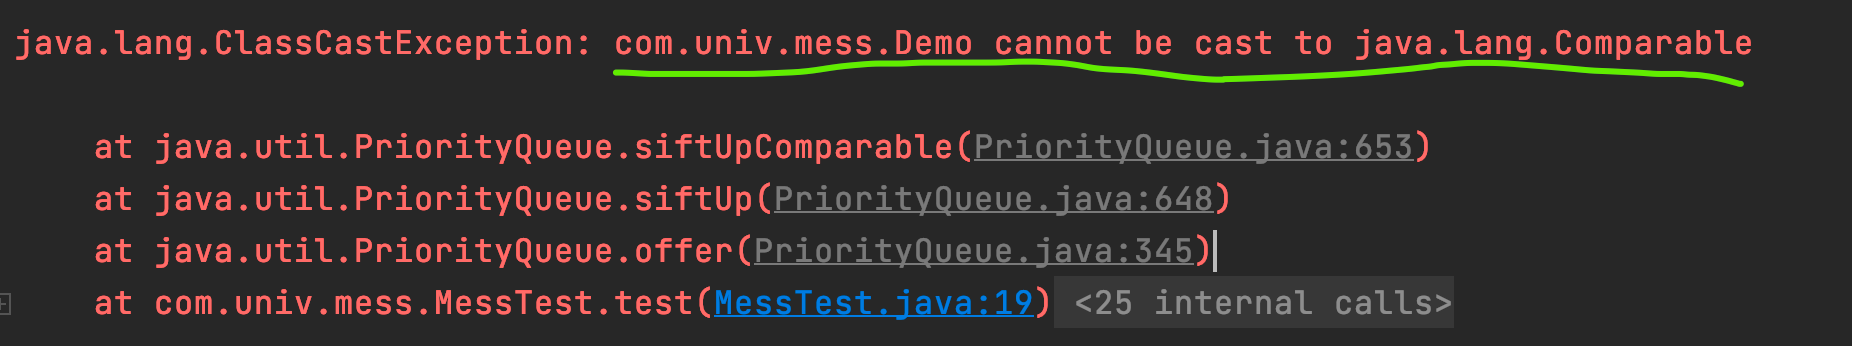 java.lang.ClassCastException: com.univ.mess.Demo cannot be cast to java.lang.Comparable
at java.util.PriorityQueue.siftUpComparable(PriorityQueue.java:653)
at java.util.PriorityQueue.siftUp(PriorityQueue.java:648)
at java.util.PriorityQueue.offer(PriorityQueue.java:345)
at com.univ.mess.MessTest.test(MessTest.java:19) <25 internal calls>